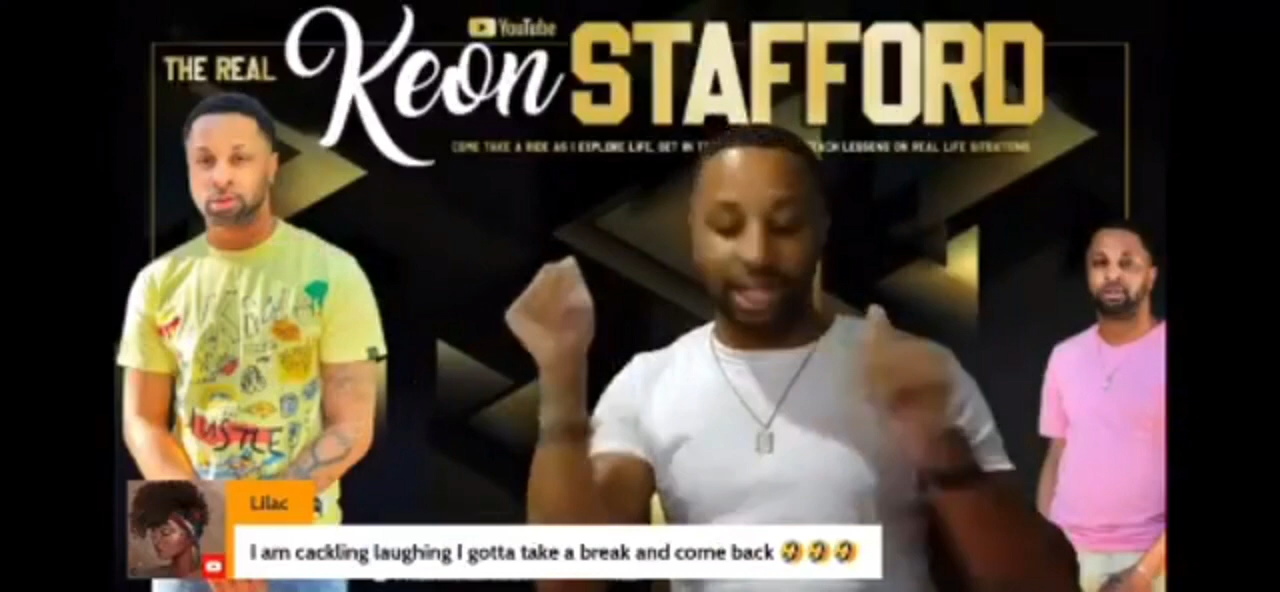 YouTube
THE REAL Keon STAFFORD
COME TAKE A RIDE AS I EXPLORE LIFE, GET IN
LESSONS ON REAL LIFE SITUATIONS
HUSTLE
Lilac
I am cackling laughing I gotta take a break and come back 🤣🤣🤣